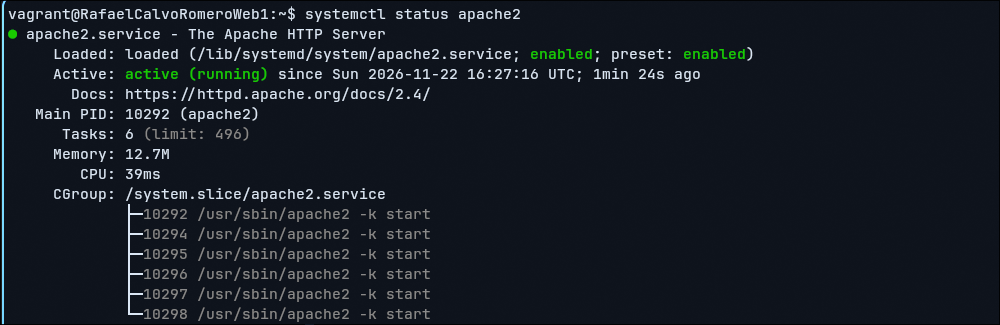 vagrant@RafaelCalvoRomeroWeb1:~$ systemctl status apache2
● apache2.service - The Apache HTTP Server
Loaded: loaded (/lib/systemd/system/apache2.service; enabled; preset: enabled)
Active: active (running) since Sun 2026-11-22 16:27:16 UTC; 1min 24s ago
Docs: https://httpd.apache.org/docs/2.4/
Main PID: 10292 (apache2)
Tasks: 6 (limit: 496)
Memory: 12.7M
CPU: 39ms
CGroup: /system.slice/apache2.service
├─10292 /usr/sbin/apache2 -k start
├─10294 /usr/sbin/apache2 -k start
├─10295 /usr/sbin/apache2 -k start
├─10296 /usr/sbin/apache2 -k start
├─10297 /usr/sbin/apache2 -k start
└─10298 /usr/sbin/apache2 -k start